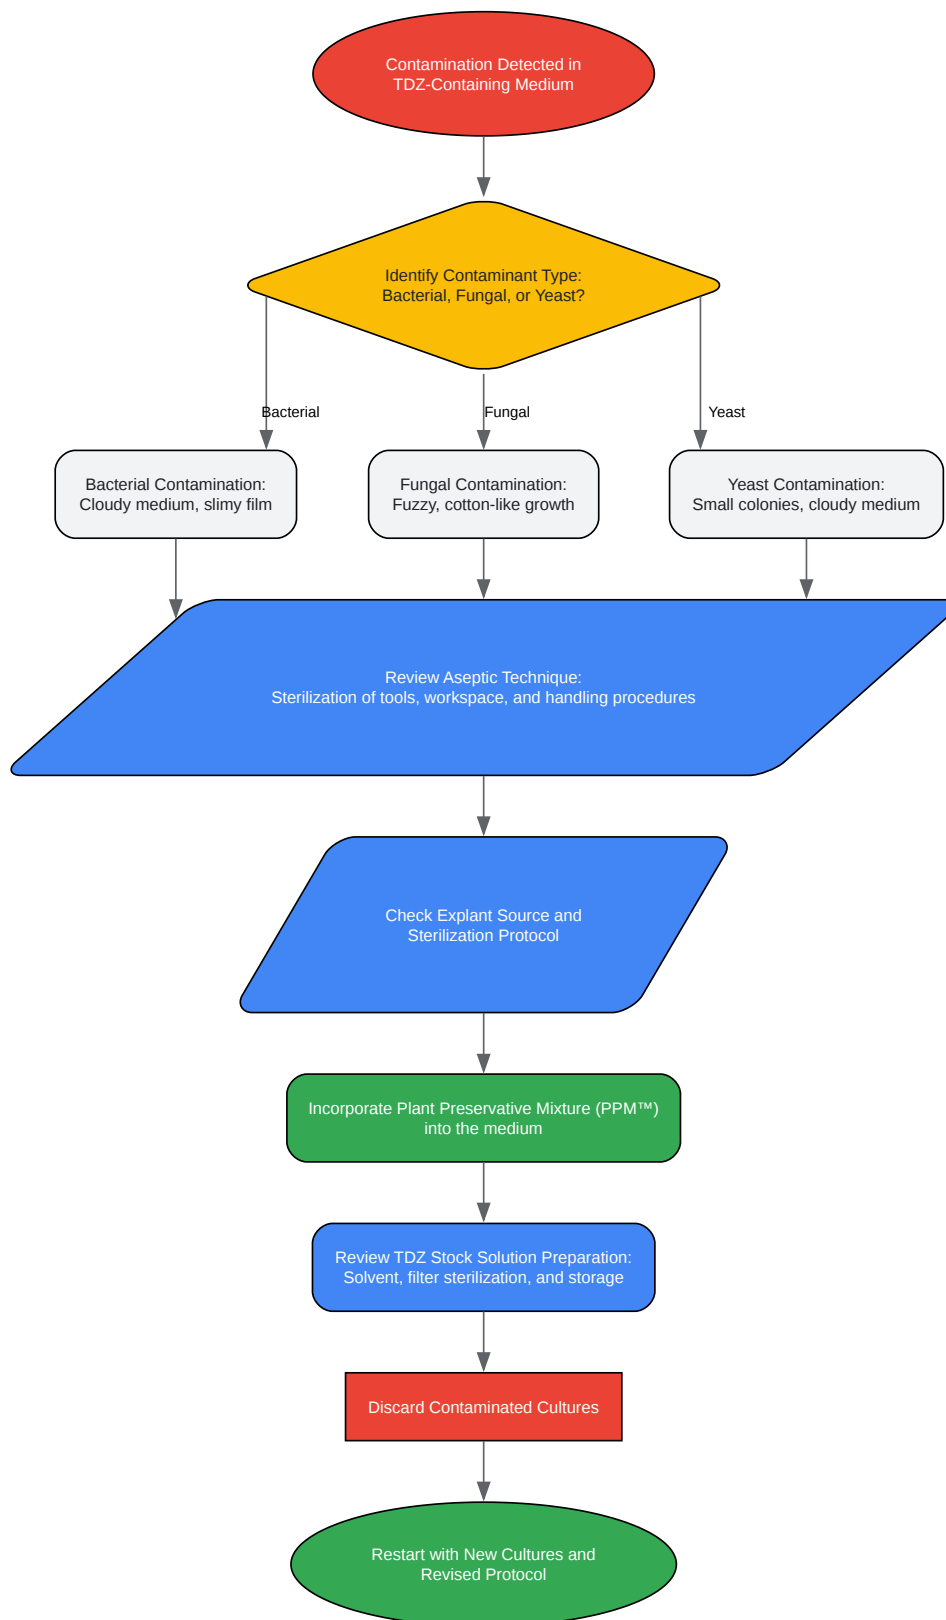 Contamination Detected in
TDZ-Containing Medium
Identify Contaminant Type:
Bacterial, Fungal, or Yeast?
Bacterial
Fungal
Yeast
Bacterial Contamination:
Cloudy medium, slimy film
Fungal Contamination:
Fuzzy, cotton-like growth
Yeast Contamination:
Small colonies, cloudy medium
Review Aseptic Technique:
Sterilization of tools, workspace, and handling procedures
Check Explant Source and
Sterilization Protocol
Incorporate Plant Preservative Mixture (PPM™)
into the medium
Review TDZ Stock Solution Preparation:
Solvent, filter sterilization, and storage
Discard Contaminated Cultures
Restart with New Cultures and
Revised Protocol